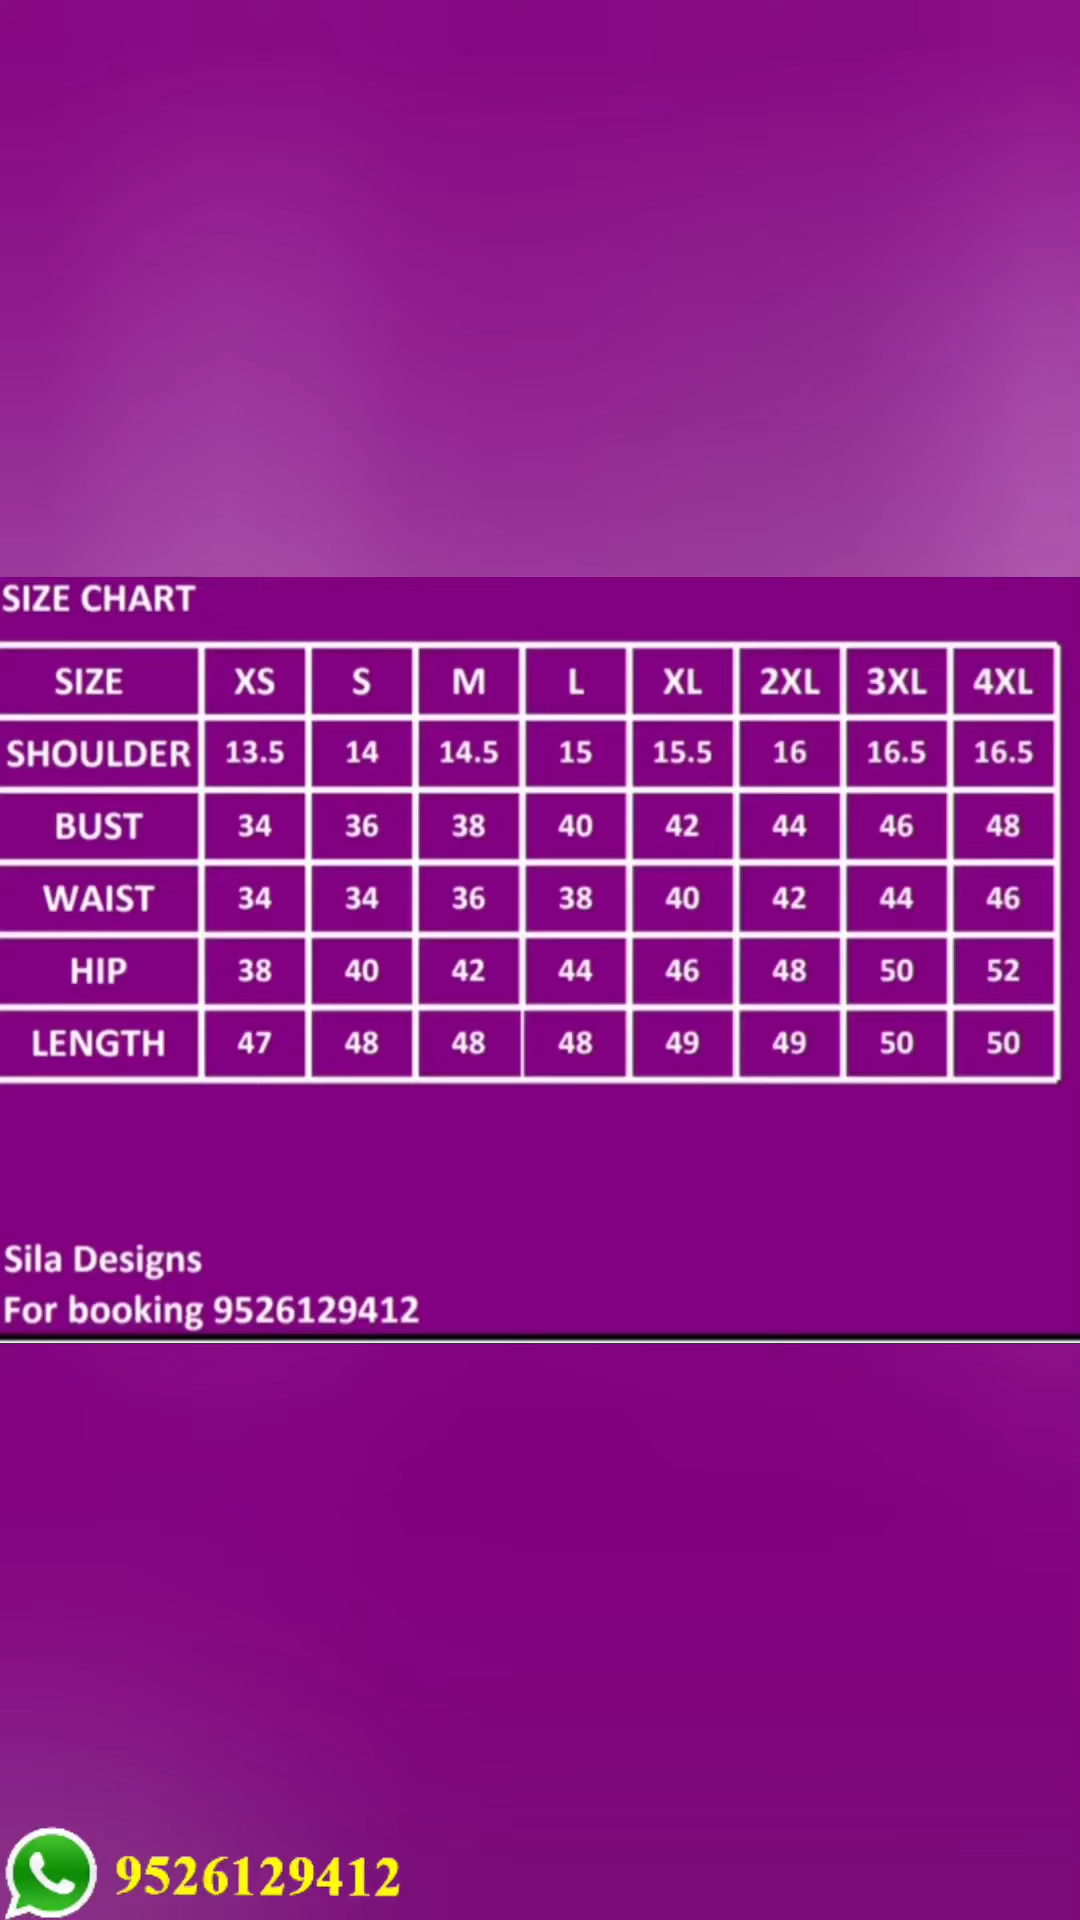 SIZE CHART
SIZE XS S M L XL 2XL 3XL 4XL
SHOULDER 13.5 14 14.5 15 15.5 16 16.5 16.5
BUST 34 36 38 40 42 44 46 48
WAIST 34 34 36 38 40 42 44 46
HIP 38 40 42 44 46 48 50 52
LENGTH 47 48 48 48 49 49 50 50
Sila Designs
For booking 9526129412
9526129412